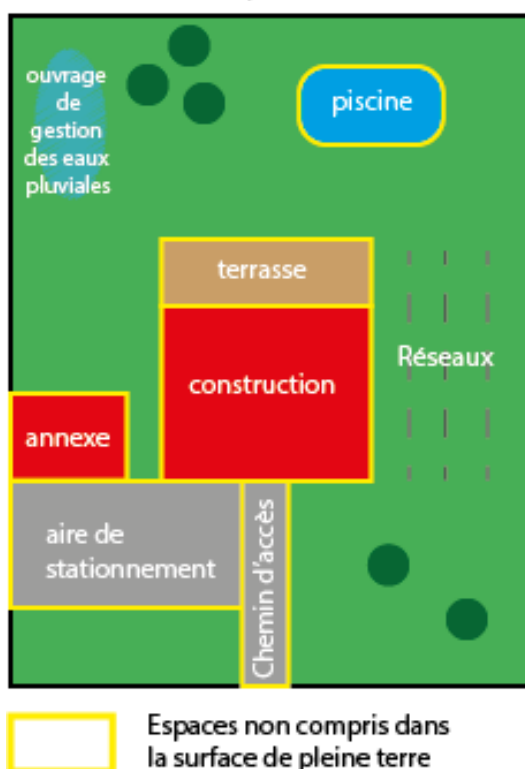 ouvrage
de
gestion
des eaux
pluviales
piscine
terrasse
Réseaux
construction
annexe
aire de
stationnement
Chemin d'accès
Espaces non compris dans
la surface de pleine terre